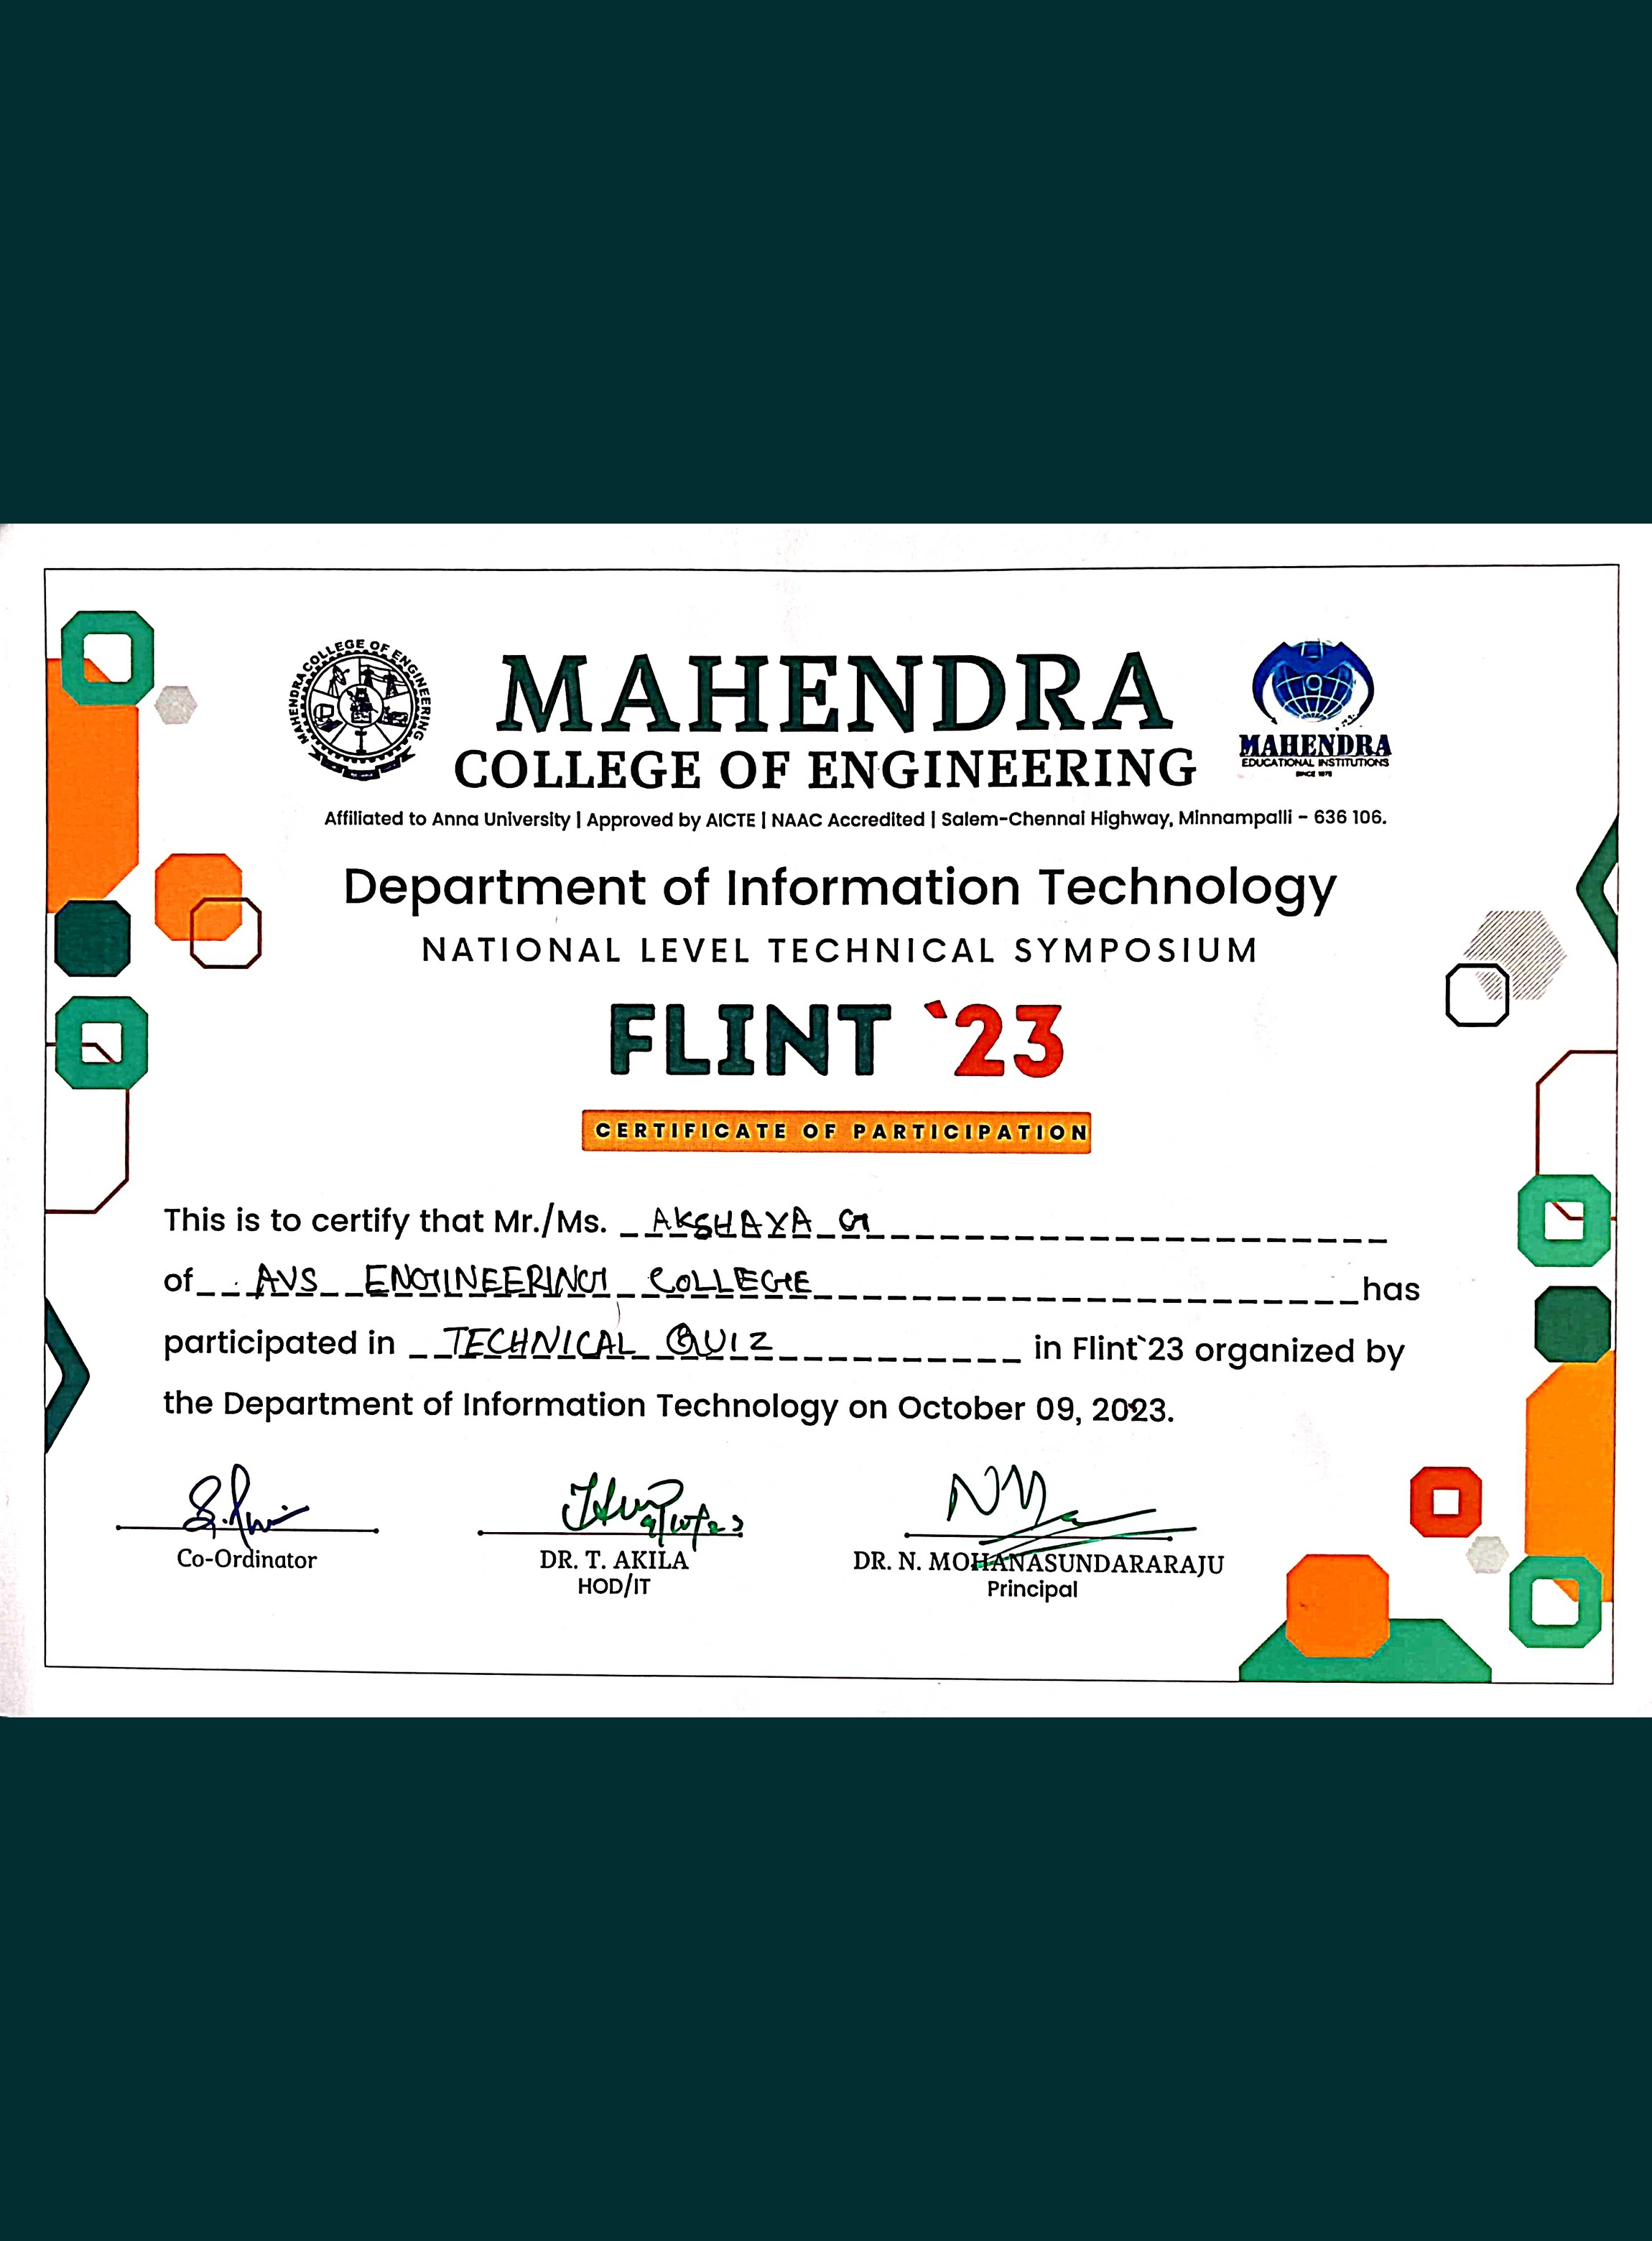 MAHENDRA COLLEGE OF ENGINEERING
MAHENDRA
COLLEGE OF ENGINEERING
MAHENDRA
EDUCATIONAL INSTITUTIONS
Affiliated to Anna University | Approved by AICTE | NAAC Accredited | Salem-Chennai Highway, Minnampalli - 636 106.
Department of Information Technology
NATIONAL LEVEL TECHNICAL SYMPOSIUM
FLINT `23
CERTIFICATE OF PARTICIPATION
This is to certify that Mr./Ms. AKSHAYA G
of AVS ENGINEERING COLLEGE has
participated in TECHNICAL QUIZ in Flint`23 organized by
the Department of Information Technology on October 09, 2023.
Co-Ordinator
DR. T. AKILA
HOD/IT
DR. N. MOHANASUNDARARAJU
Principal